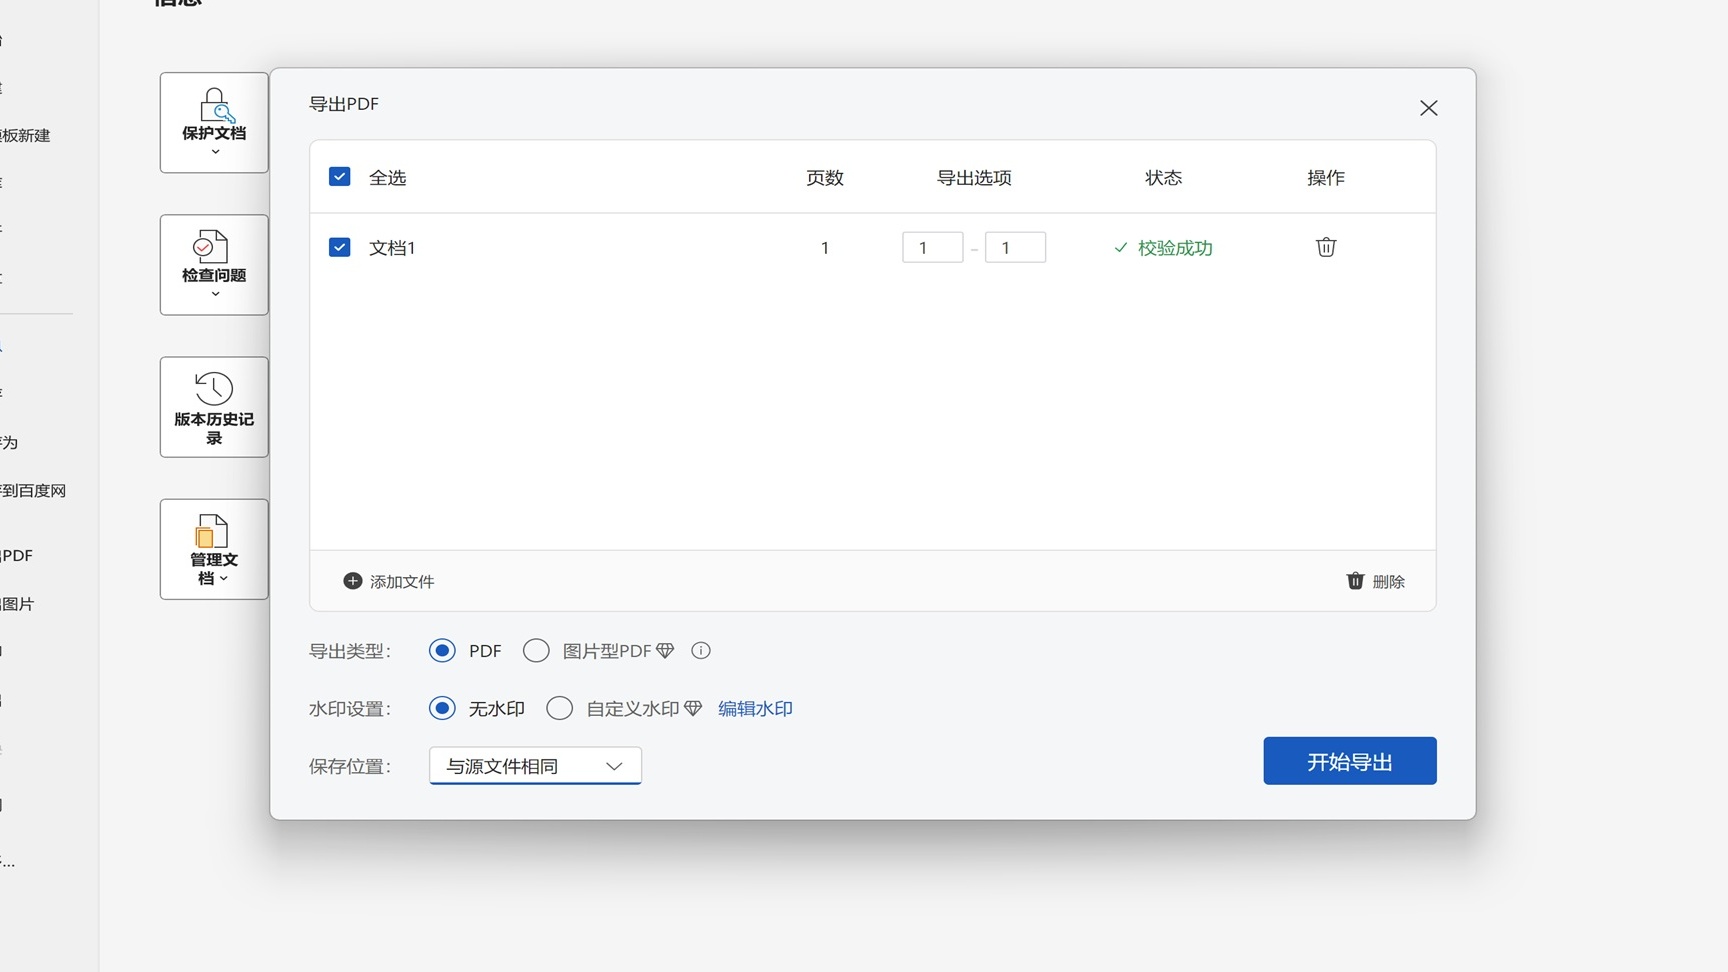 信息
板新建
为
到百度网
PDF
图片
保护文档
检查问题
版本历史记
录
管理文
档
导出PDF
全选
页数
导出选项
状态
操作
文档1
1
1
-
1
校验成功
添加文件
删除
导出类型：
PDF
图片型PDF
水印设置：
无水印
自定义水印
编辑水印
保存位置：
与源文件相同
开始导出